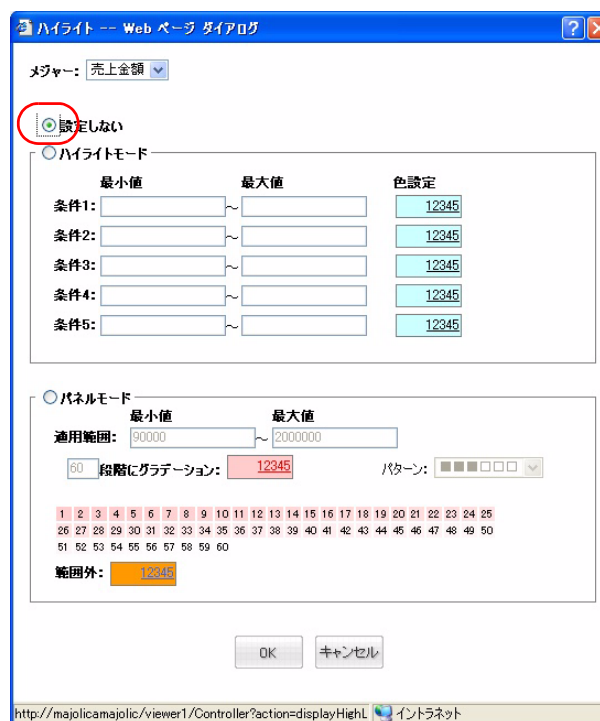 ハイライト -- Web ページ ダイアログ
メジャー: 売上金額
設定しない
ハイライトモード
最小値 最大値 色設定
条件1: ～ 12345
条件2: ～ 12345
条件3: ～ 12345
条件4: ～ 12345
条件5: ～ 12345
パネルモード
最小値 最大値
適用範囲: 90000 ～ 2000000
60 段階にグラデーション: 12345 パターン: ■■■□□□
1 2 3 4 5 6 7 8 9 10 11 12 13 14 15 16 17 18 19 20 21 22 23 24 25
26 27 28 29 30 31 32 33 34 35 36 37 38 39 40 41 42 43 44 45 46 47 48 49 50
51 52 53 54 55 56 57 58 59 60
範囲外: 12345
OK キャンセル
http://majolicamajolic/viewer1/Controller?action=displayHighL イントラネット